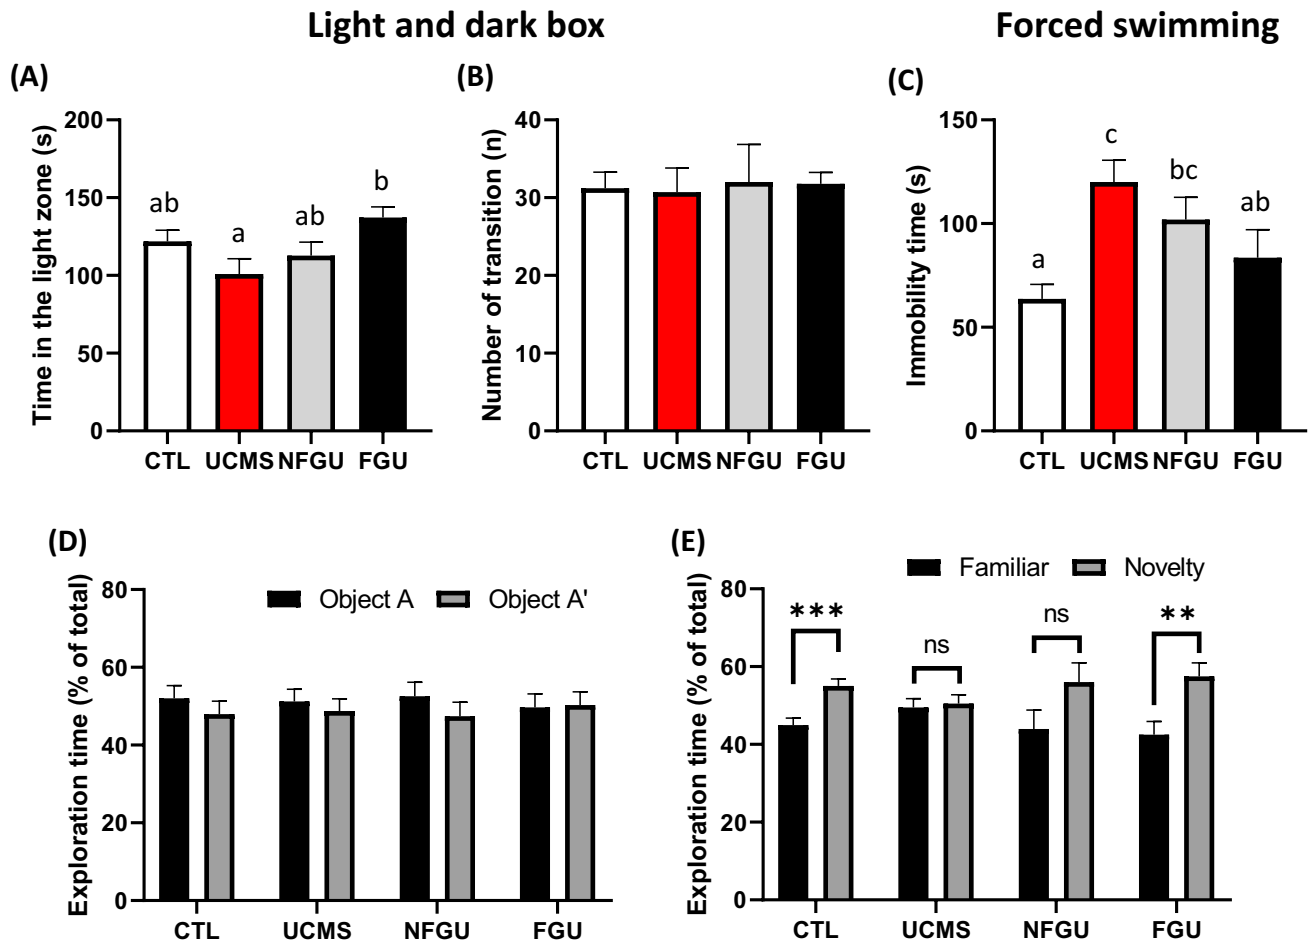 Light and dark box
Forced swimming
(A)
Time in the light zone (s)
200
150
100
50
0
ab
a
ab
b
CTL UCMS NFGU FGU
(B)
Number of transition (n)
40
30
20
10
0
CTL UCMS NFGU FGU
(C)
Immobility time (s)
150
100
50
0
a
c
bc
ab
CTL UCMS NFGU FGU
(D)
Exploration time (% of total)
80
60
40
20
0
Object A Object A'
CTL UCMS NFGU FGU
(E)
Exploration time (% of total)
80
60
40
20
0
Familiar Novelty
***
ns
ns
**
CTL UCMS NFGU FGU